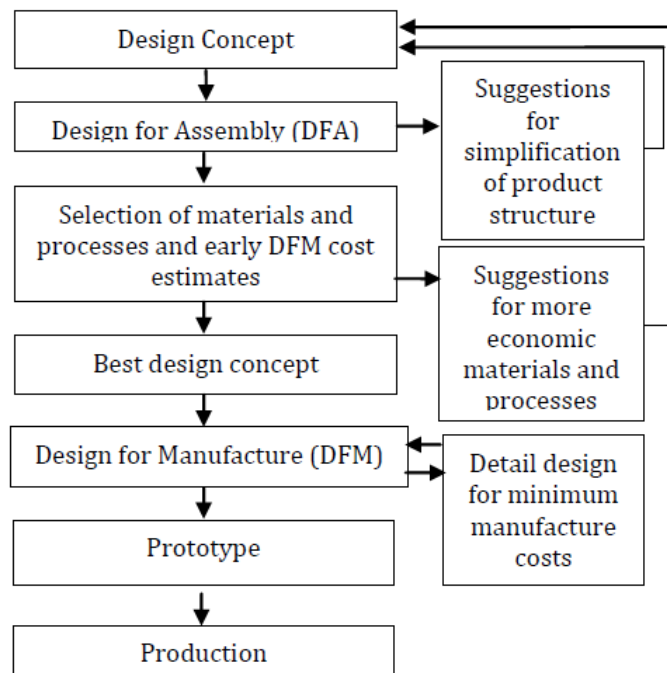 Design Concept
Design for Assembly (DFA)
Suggestions
for
simplification
of product
structure
Selection of materials and
processes and early DFM cost
estimates
Suggestions
for more
economic
materials and
processes
Best design concept
Design for Manufacture (DFM)
Detail design
for minimum
manufacture
costs
Prototype
Production